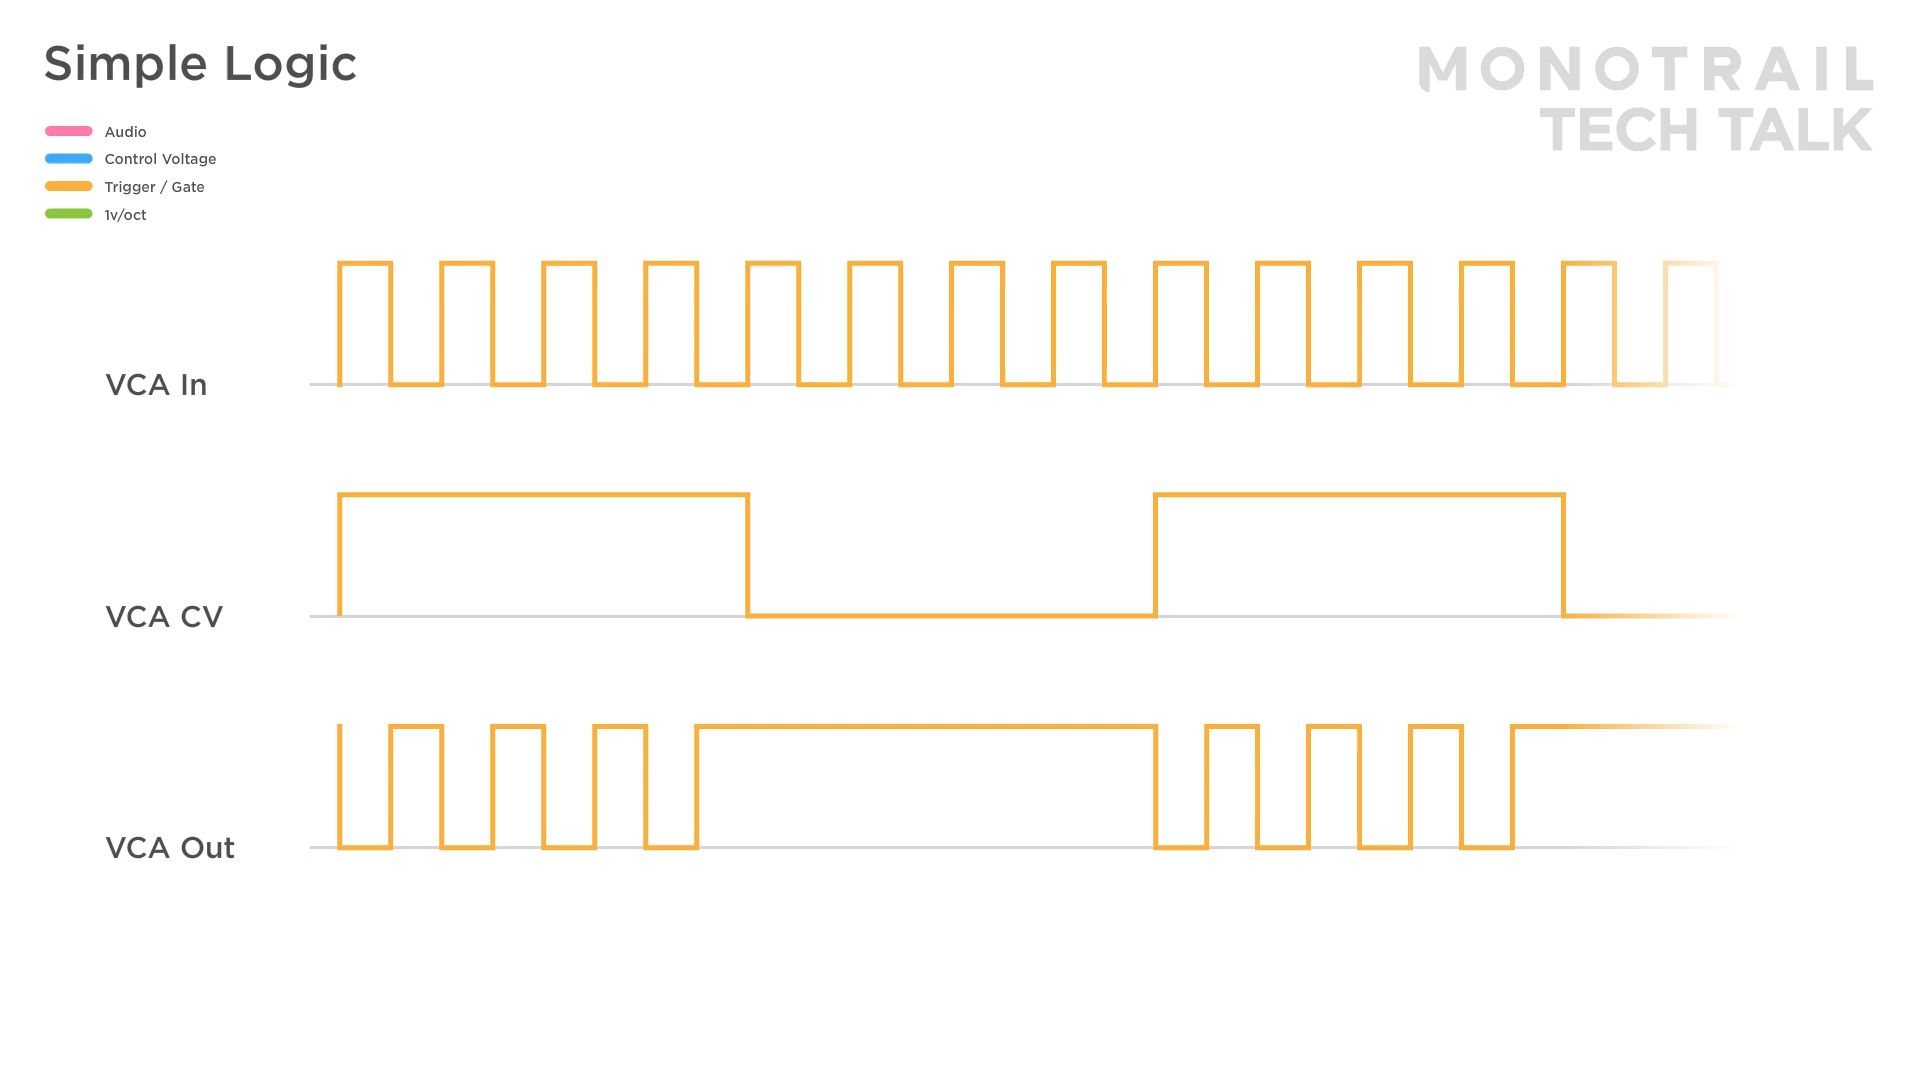 Simple Logic
MONOTRAIL
TECH TALK
Audio
Control Voltage
Trigger / Gate
1v/oct
VCA In
VCA CV
VCA Out